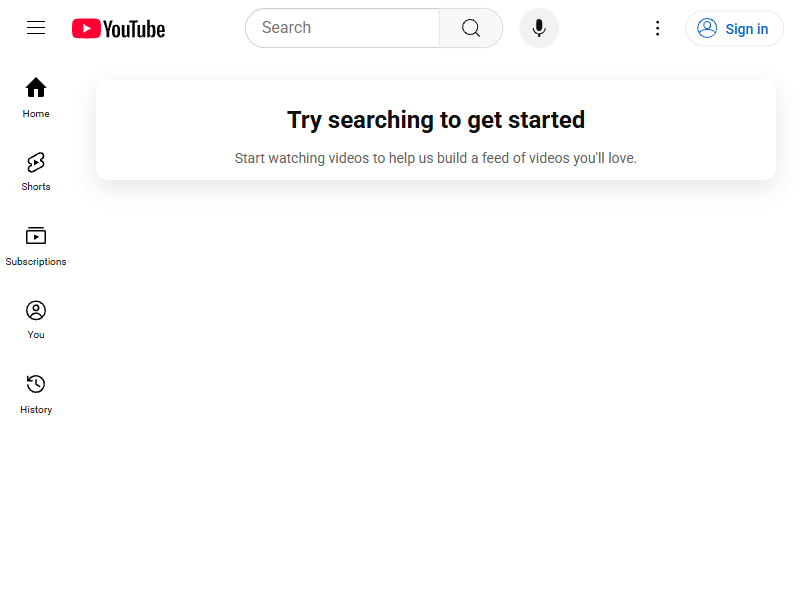 YouTube
Search
Sign in
Home
Shorts
Subscriptions
You
History
Try searching to get started
Start watching videos to help us build a feed of videos you'll love.